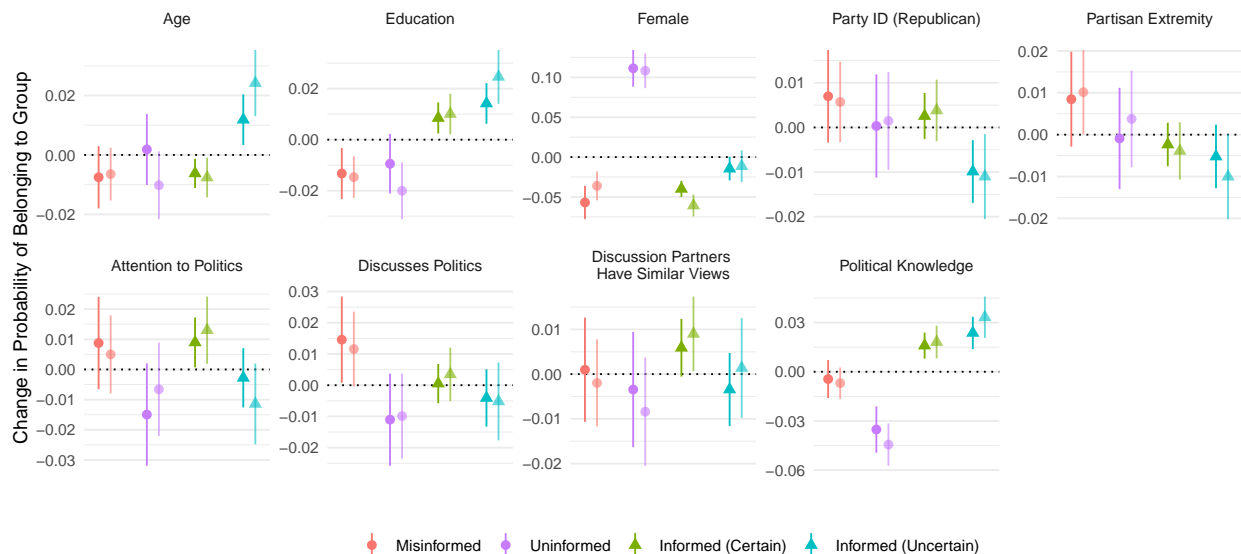 Change in Probability of Belonging to Group
Age
0.02
0.00
−0.02
Education
0.02
0.00
−0.02
Female
0.10
0.05
0.00
−0.05
Party ID (Republican)
0.01
0.00
−0.01
−0.02
Partisan Extremity
0.02
0.01
0.00
−0.01
−0.02
Attention to Politics
0.02
0.01
0.00
−0.01
−0.02
−0.03
Discusses Politics
0.03
0.02
0.01
0.00
−0.01
−0.02
Discussion Partners
Have Similar Views
0.01
0.00
−0.01
−0.02
Political Knowledge
0.03
0.00
−0.03
−0.06
Misinformed
Uninformed
Informed (Certain)
Informed (Uncertain)